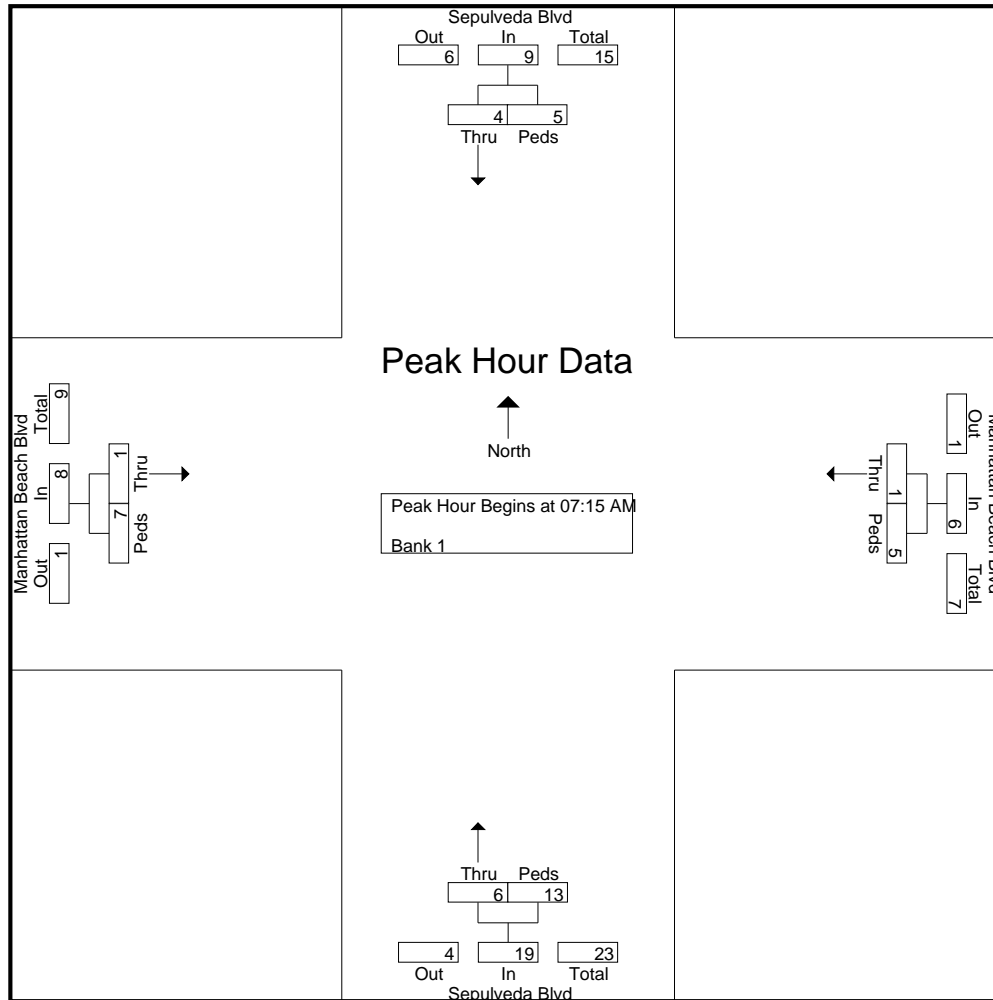 Sepulveda Blvd
Out In Total
6 9 15
4 5
Thru Peds
Peak Hour Data
North
Peak Hour Begins at 07:15 AM
Bank 1
Manhattan Beach Blvd
Out In Total
1 8 9
7 1
Peds Thru
Manhattan Beach Blvd
Out In Total
1 6 7
Thru Peds
1 5
Thru Peds
6 13
4 19 23
Out In Total
Sepulveda Blvd